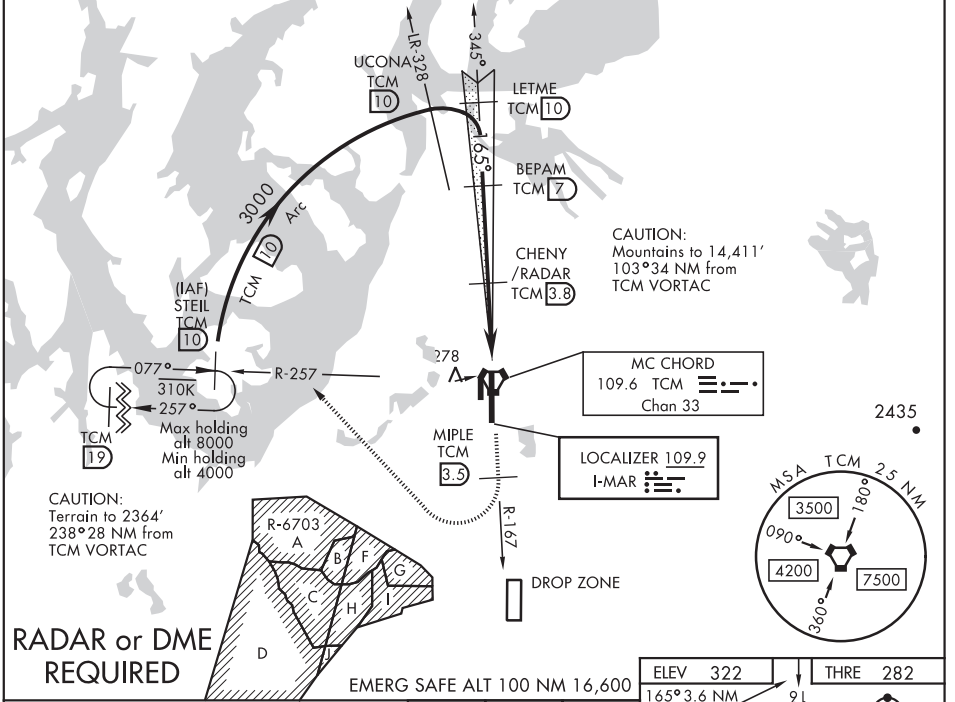 LR-328
345°
UCONA
TCM
10
LETME
TCM 10
165°
BEPAM
TCM 7
3000
TCM 10 Arc
CAUTION:
Mountains to 14,411'
103°34 NM from
TCM VORTAC
CHENY
/RADAR
TCM 3.8
(IAF)
STEIL
TCM
10
278
077°
310K
257°
R-257
Max holding
alt 8000
Min holding
alt 4000
TCM
19
MC CHORD
109.6 TCM
Chan 33
2435
MIPLE
TCM
3.5
LOCALIZER 109.9
I-MAR
CAUTION:
Terrain to 2364'
238°28 NM from
TCM VORTAC
R-167
MSA TCM 25 NM
3500
180°
090°
4200
7500
360°
R-6703
A
B
F
G
C
H
I
D
J
DROP ZONE
RADAR or DME
REQUIRED
EMERG SAFE ALT 100 NM 16,600
ELEV 322
THRE 282
165° 3.6 NM